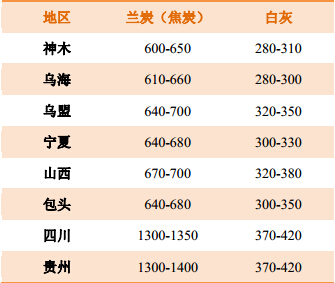 地区 兰炭（焦炭） 白灰
神木 600-650 280-310
乌海 610-660 280-300
乌盟 640-700 320-350
宁夏 640-680 300-330
山西 670-700 320-380
包头 640-680 300-350
四川 1300-1350 370-420
贵州 1300-1400 370-420